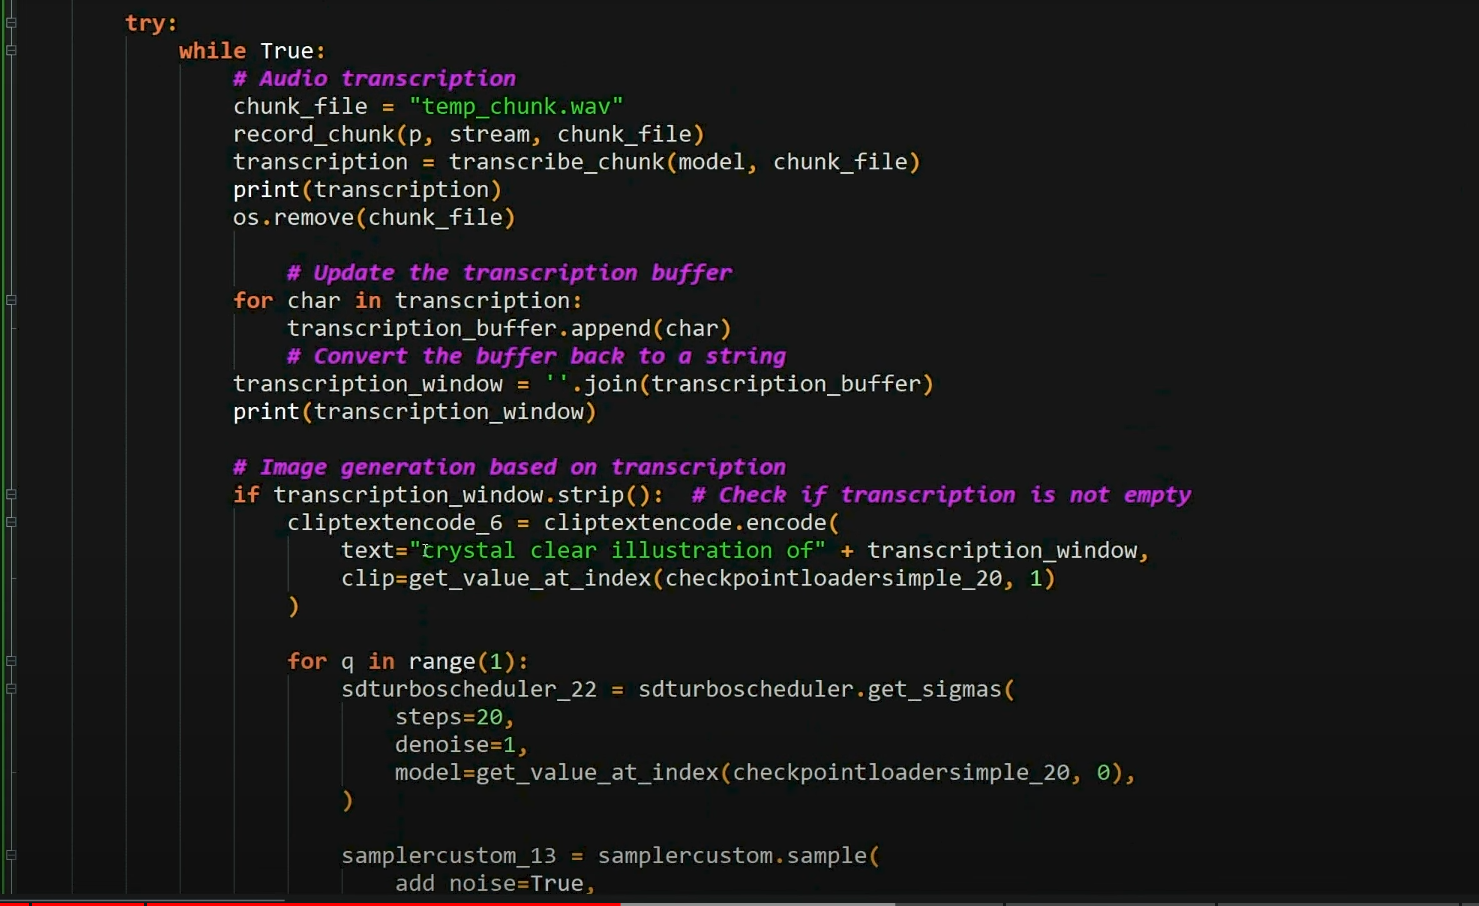 try:
while True:
# Audio transcription
chunk_file = "temp_chunk.wav"
record_chunk(p, stream, chunk_file)
transcription = transcribe_chunk(model, chunk_file)
print(transcription)
os.remove(chunk_file)
# Update the transcription buffer
for char in transcription:
transcription_buffer.append(char)
# Convert the buffer back to a string
transcription_window = ''.join(transcription_buffer)
print(transcription_window)
# Image generation based on transcription
if transcription_window.strip():  # Check if transcription is not empty
cliptextencode_6 = cliptextencode.encode(
text="crystal clear illustration of" + transcription_window,
clip=get_value_at_index(checkpointloadersimple_20, 1)
)
for q in range(1):
sdturboscheduler_22 = sdturboscheduler.get_sigmas(
steps=20,
denoise=1,
model=get_value_at_index(checkpointloadersimple_20, 0),
)
samplercustom_13 = samplercustom.sample(
add_noise=True,